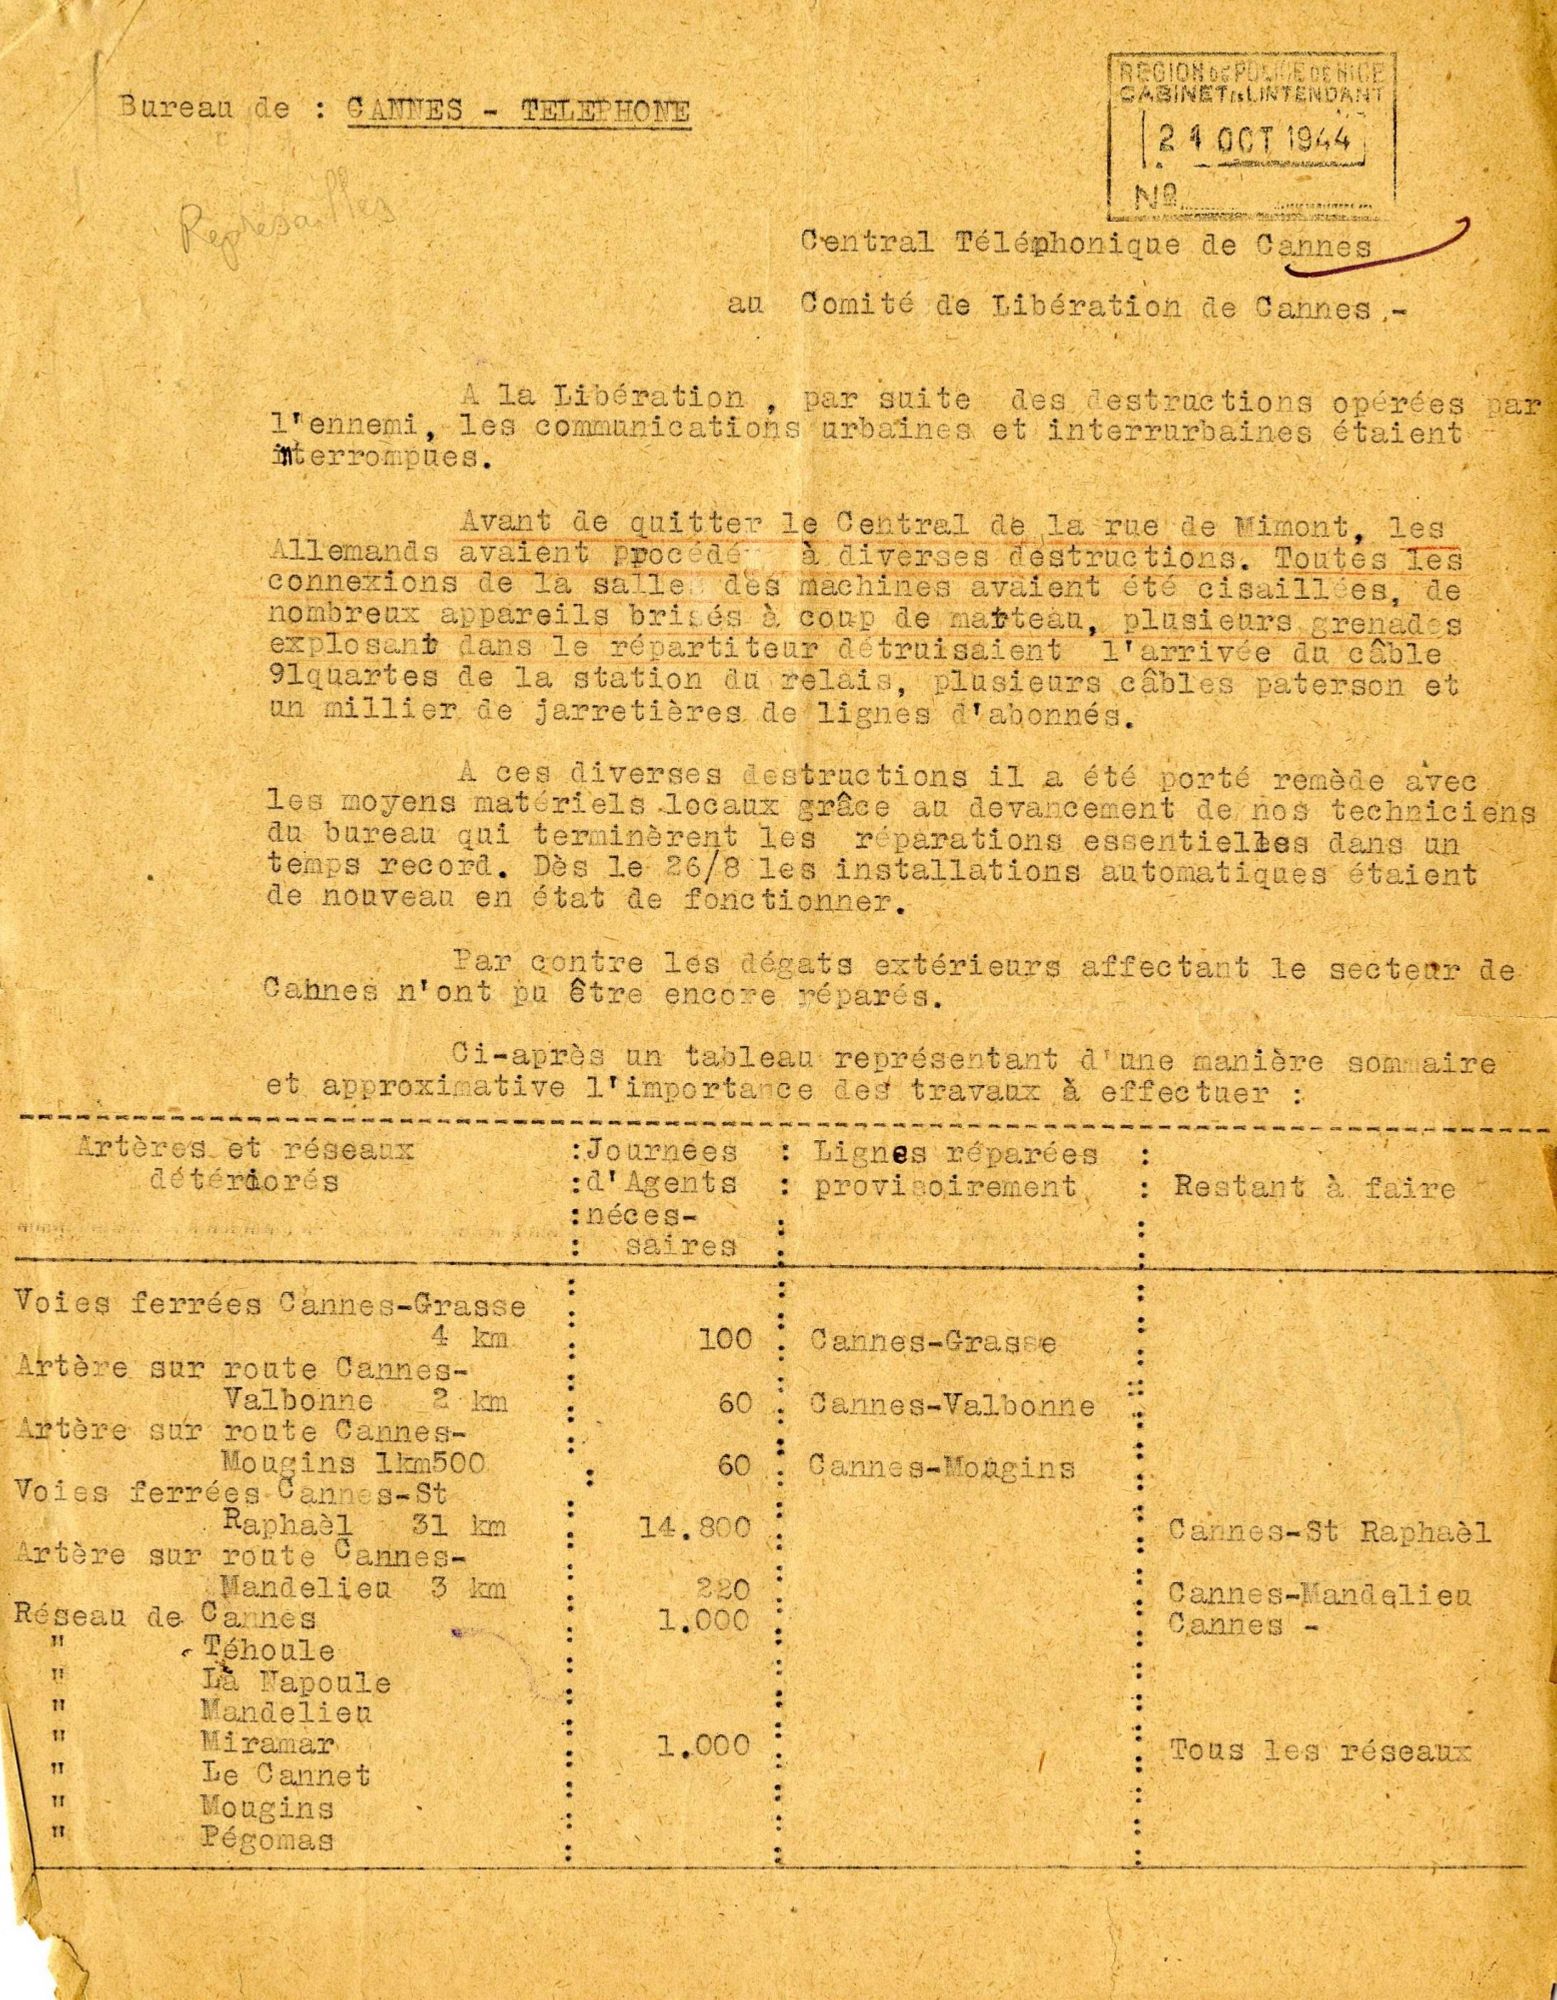 Bureau de : CANNES - TELEPHONE
REGION DE POLICE DE NICE
CABINET DE L'INTENDANT
21 OCT 1944
No
Représailles
Central Téléphonique de Cannes
au Comité de Libération de Cannes.-
A la Libération , par suite des destructions opérées par
l'ennemi, les communications urbaines et interrurbaines étaient
interrompues.
Avant de quitter le Central de la rue de Mimont, les
Allemands avaient procédé à diverses destructions. Toutes les
connexions de la salle des machines avaient été cisaillées, de
nombreux appareils brisés à coup de matteau, plusieurs grenades
explosant dans le répartiteur détruisaient l'arrivée du câble
91quartes de la station du relais, plusieurs câbles paterson et
un millier de jarretières de lignes d'abonnés.
A ces diverses destructions il a été porté remède avec
les moyens matériels locaux grâce au devancement de nos techniciens
du bureau qui terminèrent les réparations essentielles dans un
temps record. Dès le 26/8 les installations automatiques étaient
de nouveau en état de fonctionner.
Par contre les dégats extérieurs affectant le secteur de
Cannes n'ont pu être encore réparés.
Ci-après un tableau représentant d'une manière sommaire
et approximative l'importance des travaux à effectuer :
Artères et réseaux :Journées : Lignes réparées :
détériorés :d'Agents : provisoirement : Restant à faire
:néces- : :
: saires : :
Voies ferrées Cannes-Grasse : : :
4 km : 100 : Cannes-Grasse :
Artère sur route Cannes- : : :
Valbonne 2 km : 60 : Cannes-Valbonne :
Artère sur route Cannes- : : :
Mougins 1km500 : 60 : Cannes-Mougins :
Voies ferrées Cannes-St : : :
Raphaèl 31 km : 14.800 : : Cannes-St Raphaèl
Artère sur route Cannes- : : :
Mandelieu 3 km : 220 : : Cannes-Mandelieu
Réseau de Cannes : 1.000 : : Cannes -
" Téhoule : : :
" La Napoule : : :
" Mandelieu : : :
" Miramar : 1.000 : : Tous les réseaux
" Le Cannet : : :
" Mougins : : :
" Pégomas : : :